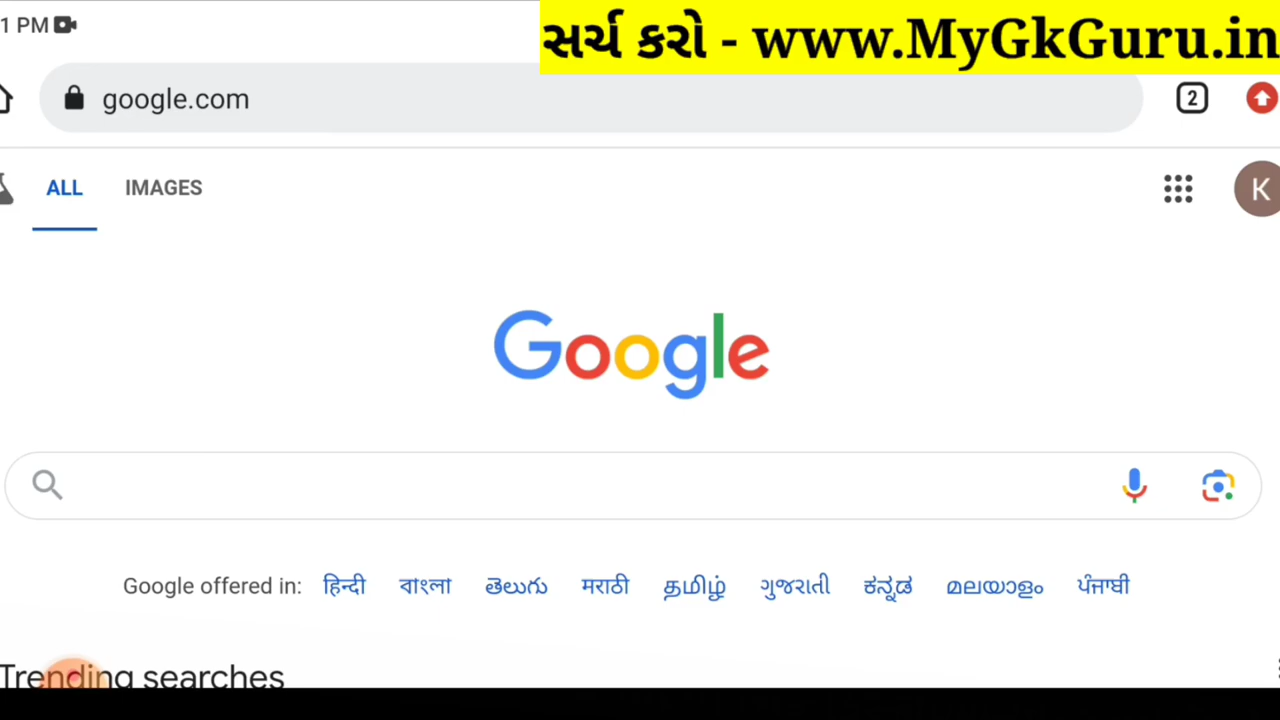 1 PM
સર્ચ કરો - www.MyGkGuru.in
google.com
2
ALL IMAGES
K
Google
Google offered in: हिन्दी বাংলা తెలుగు मराठी தமிழ் ગુજરાતી ಕನ್ನಡ മലയാളം ਪੰਜਾਬੀ
Trending searches